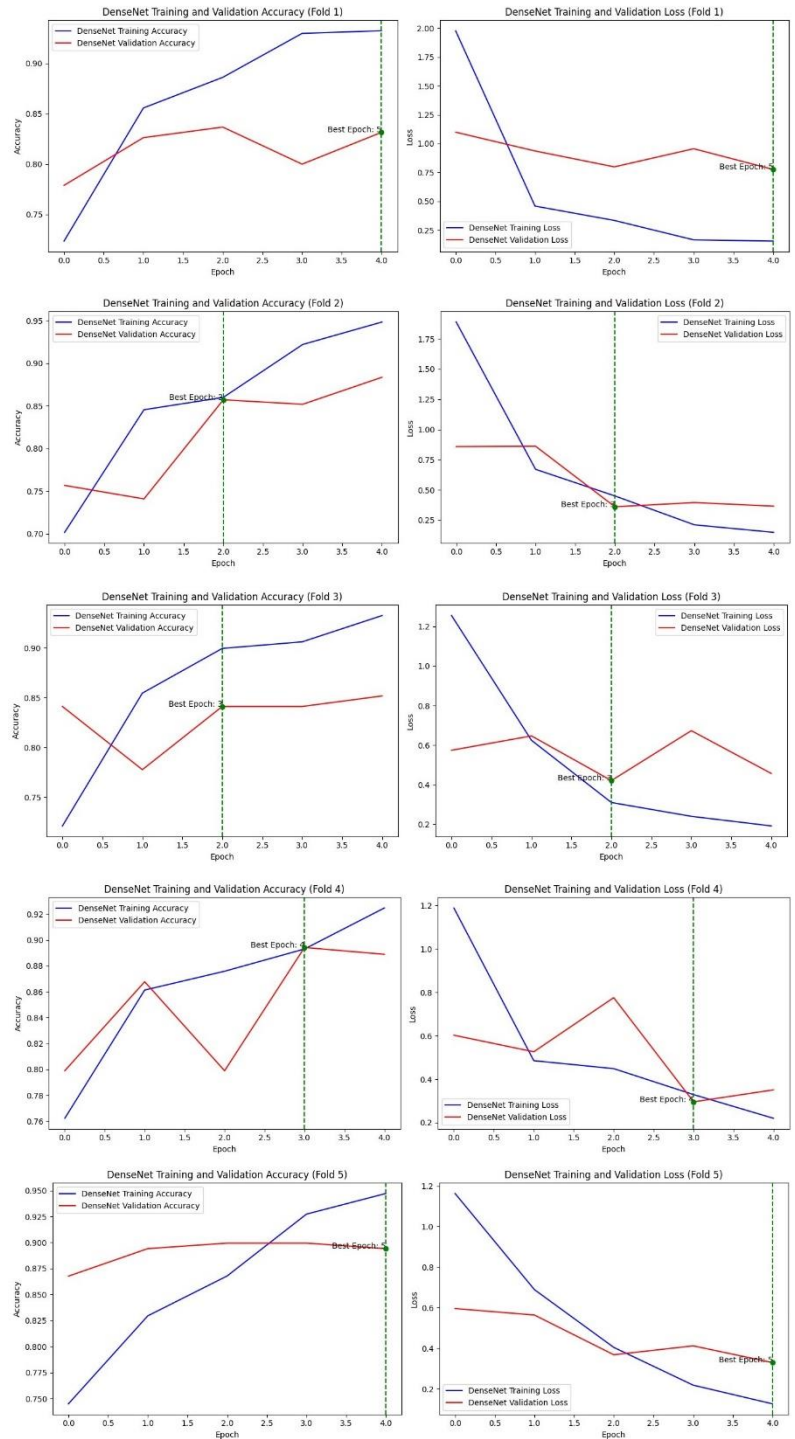 DenseNet Training and Validation Accuracy (Fold 1)
DenseNet Training Accuracy
DenseNet Validation Accuracy
0.90
0.85
0.80
0.75
Accuracy
Best Epoch: 5
0.0 0.5 1.0 1.5 2.0 2.5 3.0 3.5 4.0
Epoch
DenseNet Training and Validation Loss (Fold 1)
2.00
1.75
1.50
1.25
1.00
0.75
0.50
0.25
Loss
Best Epoch: 5
DenseNet Training Loss
DenseNet Validation Loss
0.0 0.5 1.0 1.5 2.0 2.5 3.0 3.5 4.0
Epoch
DenseNet Training and Validation Accuracy (Fold 2)
DenseNet Training Accuracy
DenseNet Validation Accuracy
0.95
0.90
0.85
0.80
0.75
0.70
Accuracy
Best Epoch: 3
0.0 0.5 1.0 1.5 2.0 2.5 3.0 3.5 4.0
Epoch
DenseNet Training and Validation Loss (Fold 2)
DenseNet Training Loss
DenseNet Validation Loss
1.75
1.50
1.25
1.00
0.75
0.50
0.25
Loss
Best Epoch:
0.0 0.5 1.0 1.5 2.0 2.5 3.0 3.5 4.0
Epoch
DenseNet Training and Validation Accuracy (Fold 3)
DenseNet Training Accuracy
DenseNet Validation Accuracy
0.90
0.85
0.80
0.75
Accuracy
Best Epoch: 3
0.0 0.5 1.0 1.5 2.0 2.5 3.0 3.5 4.0
Epoch
DenseNet Training and Validation Loss (Fold 3)
DenseNet Training Loss
DenseNet Validation Loss
1.2
1.0
0.8
0.6
0.4
0.2
Loss
Best Epoch: 3
0.0 0.5 1.0 1.5 2.0 2.5 3.0 3.5 4.0
Epoch
DenseNet Training and Validation Accuracy (Fold 4)
DenseNet Training Accuracy
DenseNet Validation Accuracy
0.92
0.90
0.88
0.86
0.84
0.82
0.80
0.78
0.76
Accuracy
Best Epoch: 4
0.0 0.5 1.0 1.5 2.0 2.5 3.0 3.5 4.0
Epoch
DenseNet Training and Validation Loss (Fold 4)
1.2
1.0
0.8
0.6
0.4
0.2
Loss
Best Epoch:
DenseNet Training Loss
DenseNet Validation Loss
0.0 0.5 1.0 1.5 2.0 2.5 3.0 3.5 4.0
Epoch
DenseNet Training and Validation Accuracy (Fold 5)
DenseNet Training Accuracy
DenseNet Validation Accuracy
0.950
0.925
0.900
0.875
0.850
0.825
0.800
0.775
0.750
Accuracy
Best Epoch: 5
0.0 0.5 1.0 1.5 2.0 2.5 3.0 3.5 4.0
Epoch
DenseNet Training and Validation Loss (Fold 5)
1.2
1.0
0.8
0.6
0.4
0.2
Loss
Best Epoch: 5
DenseNet Training Loss
DenseNet Validation Loss
0.0 0.5 1.0 1.5 2.0 2.5 3.0 3.5 4.0
Epoch